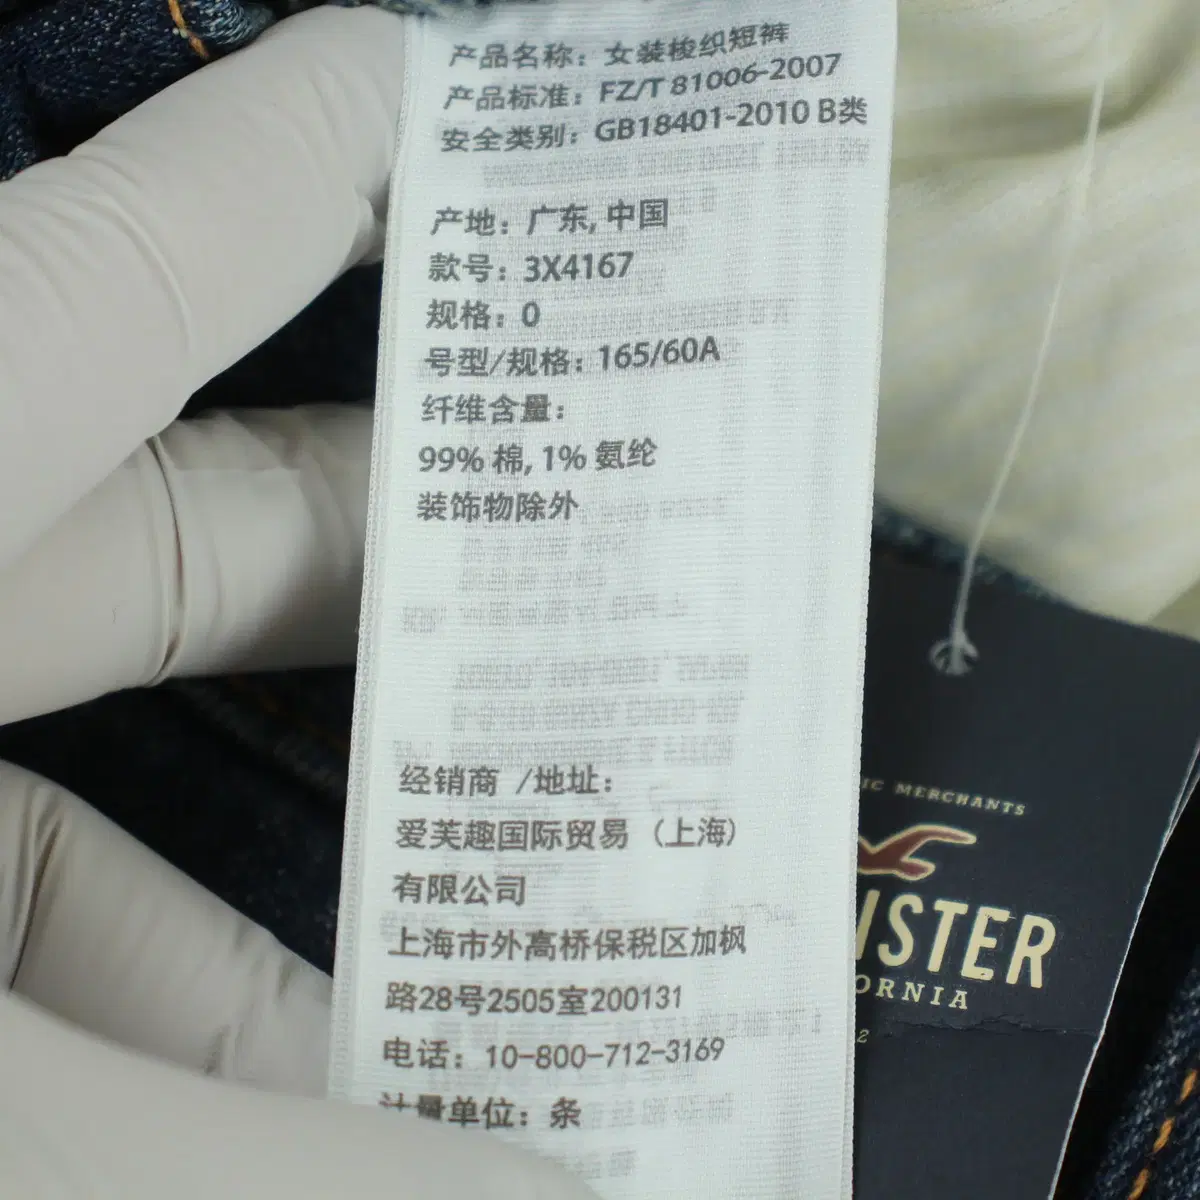 产品名称：女装梭织短裤
产品标准：FZ/T 81006-2007
安全类别：GB18401-2010 B类
产地：广东, 中国
款号：3X4167
规格：0
号型/规格：165/60A
纤维含量：
99% 棉, 1% 氨纶
装饰物除外
经销商 /地址：
爱芙趣国际贸易 （上海）
有限公司
上海市外高桥保税区加枫
路28号2505室200131
电话：10-800-712-3169
计量单位：条
IC MERCHANTS
ISTER
ORNIA
2